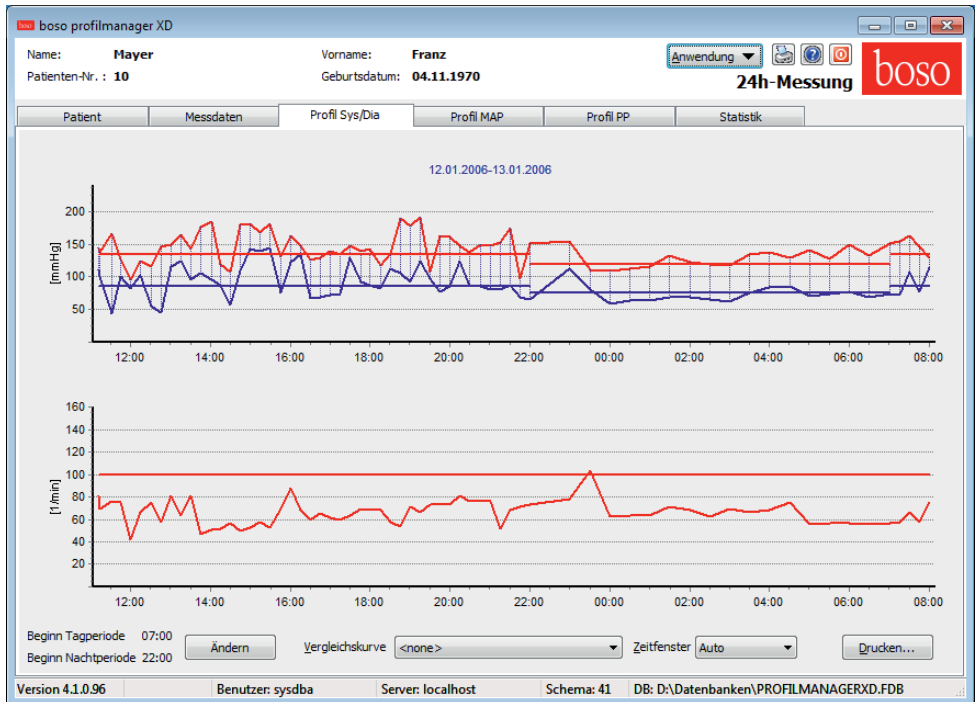 boso boso profilmanager XD
Name: Mayer Vorname: Franz Anwendung
Patienten-Nr. : 10 Geburtsdatum: 04.11.1970
24h-Messung boso
Patient Messdaten Profil Sys/Dia Profil MAP Profil PP Statistik
12.01.2006-13.01.2006
[mmHg]
200
150
100
50
12:00 14:00 16:00 18:00 20:00 22:00 00:00 02:00 04:00 06:00 08:00
[1/min]
160
140
120
100
80
60
40
20
12:00 14:00 16:00 18:00 20:00 22:00 00:00 02:00 04:00 06:00 08:00
Beginn Tagperiode 07:00
Beginn Nachtperiode 22:00
Ändern Vergleichskurve <none> Zeitfenster Auto Drucken...
Version 4.1.0.96 Benutzer: sysdba Server: localhost Schema: 41 DB: D:\Datenbanken\PROFILMANAGERXD.FDB